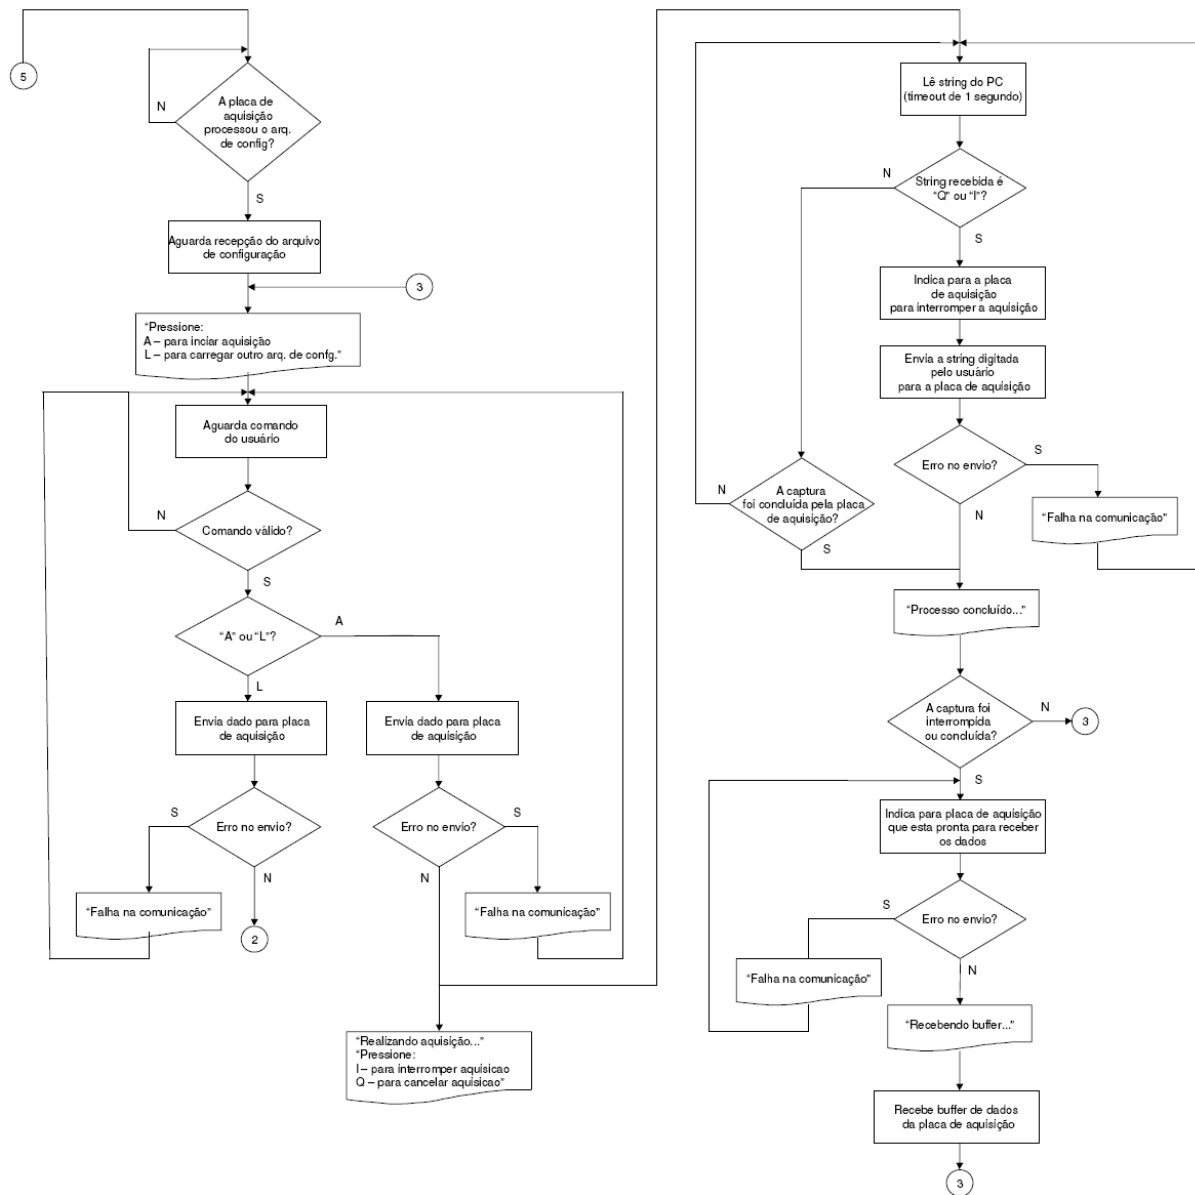 5
A placa de
aquisição
processou o arq.
de config?
N
S
Aguarda recepção do arquivo
de configuração
3
“Pressione:
A – para inciar aquisição
L – para carregar outro arq. de confg.”
Aguarda comando
do usuário
N
Comando válido?
S
“A” ou “L”?
A
L
Envia dado para placa
de aquisição
Envia dado para placa
de aquisição
S
Erro no envio?
N
Erro no envio?
S
N
“Falha na comunicação”
2
“Falha na comunicação”
“Realizando aquisição...”
“Pressione:
I – para interromper aquisicao
Q – para cancelar aquisicao”
Lê string do PC
(timeout de 1 segundo)
N
String recebida é
“Q” ou “I”?
S
Indica para a placa
de aquisição
para interromper a aquisição
Envia a string digitada
pelo usuário
para a placa de aquisição
Erro no envio?
S
N
N
A captura
foi concluída pela placa
de aquisição?
S
“Falha na comunicação”
“Processo concluído...”
A captura foi
interrompida
ou concluída?
N
3
S
Indica para placa de aquisição
que esta pronta para receber
os dados
S
Erro no envio?
N
“Falha na comunicação”
“Recebendo buffer...”
Recebe buffer de dados
da placa de aquisição
3